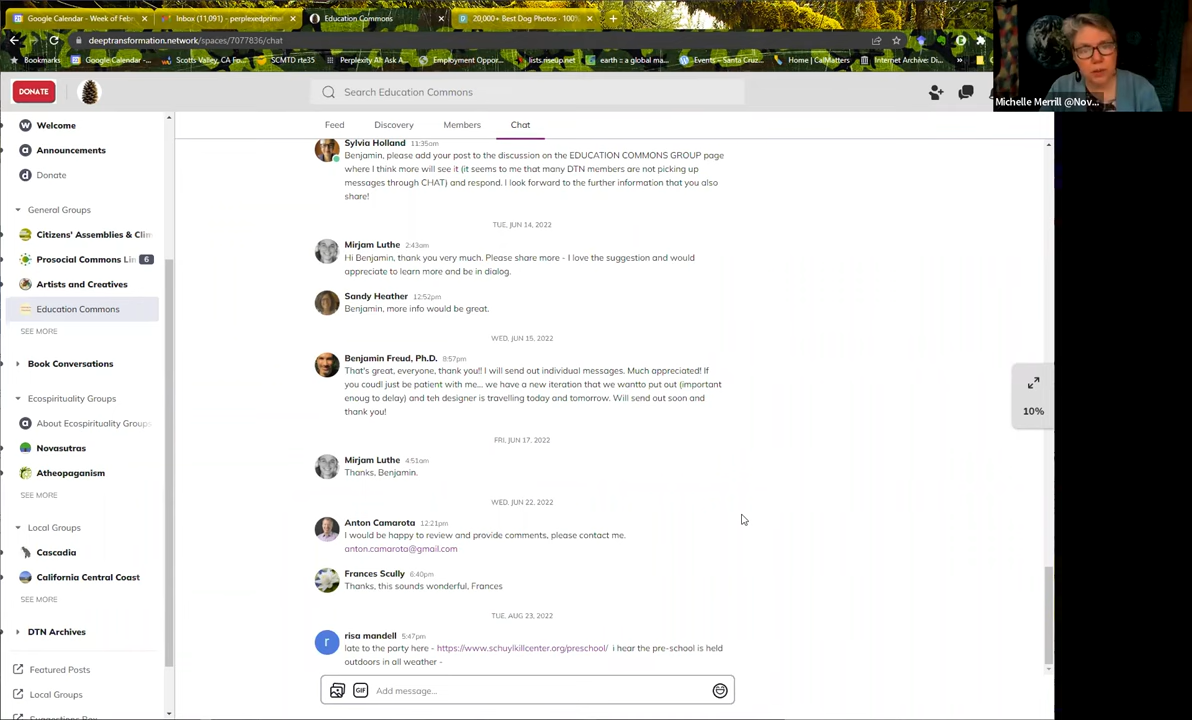 Google Calendar - Week of Febr
Inbox (11,091) - perplexedprima
Education Commons
20,000+ Best Dog Photos · 100%
deeptransformation.network/spaces/7077836/chat
Bookmarks
Google Calendar -...
Scotts Valley, CA Fo...
SCMTD rte35
Perplexity Ah! Ask A...
Employment Oppor...
lists.riseup.net
earth :: a global ma...
Events – Santa Cruz...
Home | CalMatters
Internet Archive: Di...
Michelle Merrill @Nov...
DONATE
Search Education Commons
Feed
Discovery
Members
Chat
Welcome
Announcements
Donate
General Groups
Citizens' Assemblies & Clim
Prosocial Commons Lin
6
Artists and Creatives
Education Commons
SEE MORE
Book Conversations
Ecospirituality Groups
About Ecospirituality Groups
Novasutras
Atheopaganism
SEE MORE
Local Groups
Cascadia
California Central Coast
SEE MORE
DTN Archives
Featured Posts
Local Groups
Suggestions Box
Sylvia Holland 11:35am
Benjamin, please add your post to the discussion on the EDUCATION COMMONS GROUP page
where I think more will see it (it seems to me that many DTN members are not picking up
messages through CHAT) and respond. I look forward to the further information that you also
share!
TUE, JUN 14, 2022
Mirjam Luthe 2:43am
Hi Benjamin, thank you very much. Please share more - I love the suggestion and would
appreciate to learn more and be in dialog.
Sandy Heather 12:52pm
Benjamin, more info would be great.
WED, JUN 15, 2022
Benjamin Freud, Ph.D. 8:57pm
That's great, everyone, thank you!! I will send out individual messages. Much appreciated! If
you coudl just be patient with me... we have a new iteration that we wantto put out (important
enoug to delay) and teh designer is travelling today and tomorrow. Will send out soon and
thank you!
FRI, JUN 17, 2022
Mirjam Luthe 4:51am
Thanks, Benjamin.
WED, JUN 22, 2022
Anton Camarota 12:21pm
I would be happy to review and provide comments, please contact me.
anton.camarota@gmail.com
Frances Scully 6:40pm
Thanks, this sounds wonderful, Frances
TUE, AUG 23, 2022
r
risa mandell 5:47pm
late to the party here - https://www.schuylkillcenter.org/preschool/ i hear the pre-school is held
outdoors in all weather -
GIF
Add message...
10%